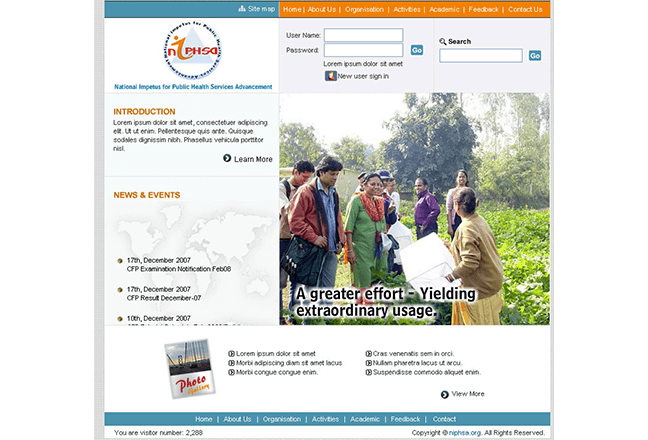 Site map
Home | About Us | Organisation | Activities | Academic | Feedback | Contact Us
National Impetus for Public Health Services Advancement
niPHSA
National Impetus for Public Health Services Advancement
User Name:
Password:
Go
Lorem ipsum dolor sit amet
New user sign in
Search
Go
INTRODUCTION
Lorem ipsum dolor sit amet, consectetuer adipiscing
elit. Ut ut enim. Pellentesque quis ante. Quisque
sodales dignissim nibh. Phasellus vehicula porttitor
nisl.
Learn More
NEWS & EVENTS
17th, December 2007
CFP Examination Notification Feb08
17th, December 2007
CFP Result December-07
10th, December 2007
A greater effort – Yielding
extraordinary usage.
Photo
Gallery
Lorem ipsum dolor sit amet
Morbi adipiscing diam sit amet lacus
Morbi congue congue enim.
Cras venenatis sem in orci.
Nullam pharetra lacus ut arcu.
Suspendisse commodo aliquet enim.
View More
Home | About Us | Organisation | Activities | Academic | Feedback | Contact
You are visitor number: 2,288
Copyright © niphsa.org. All Rights Reserved.